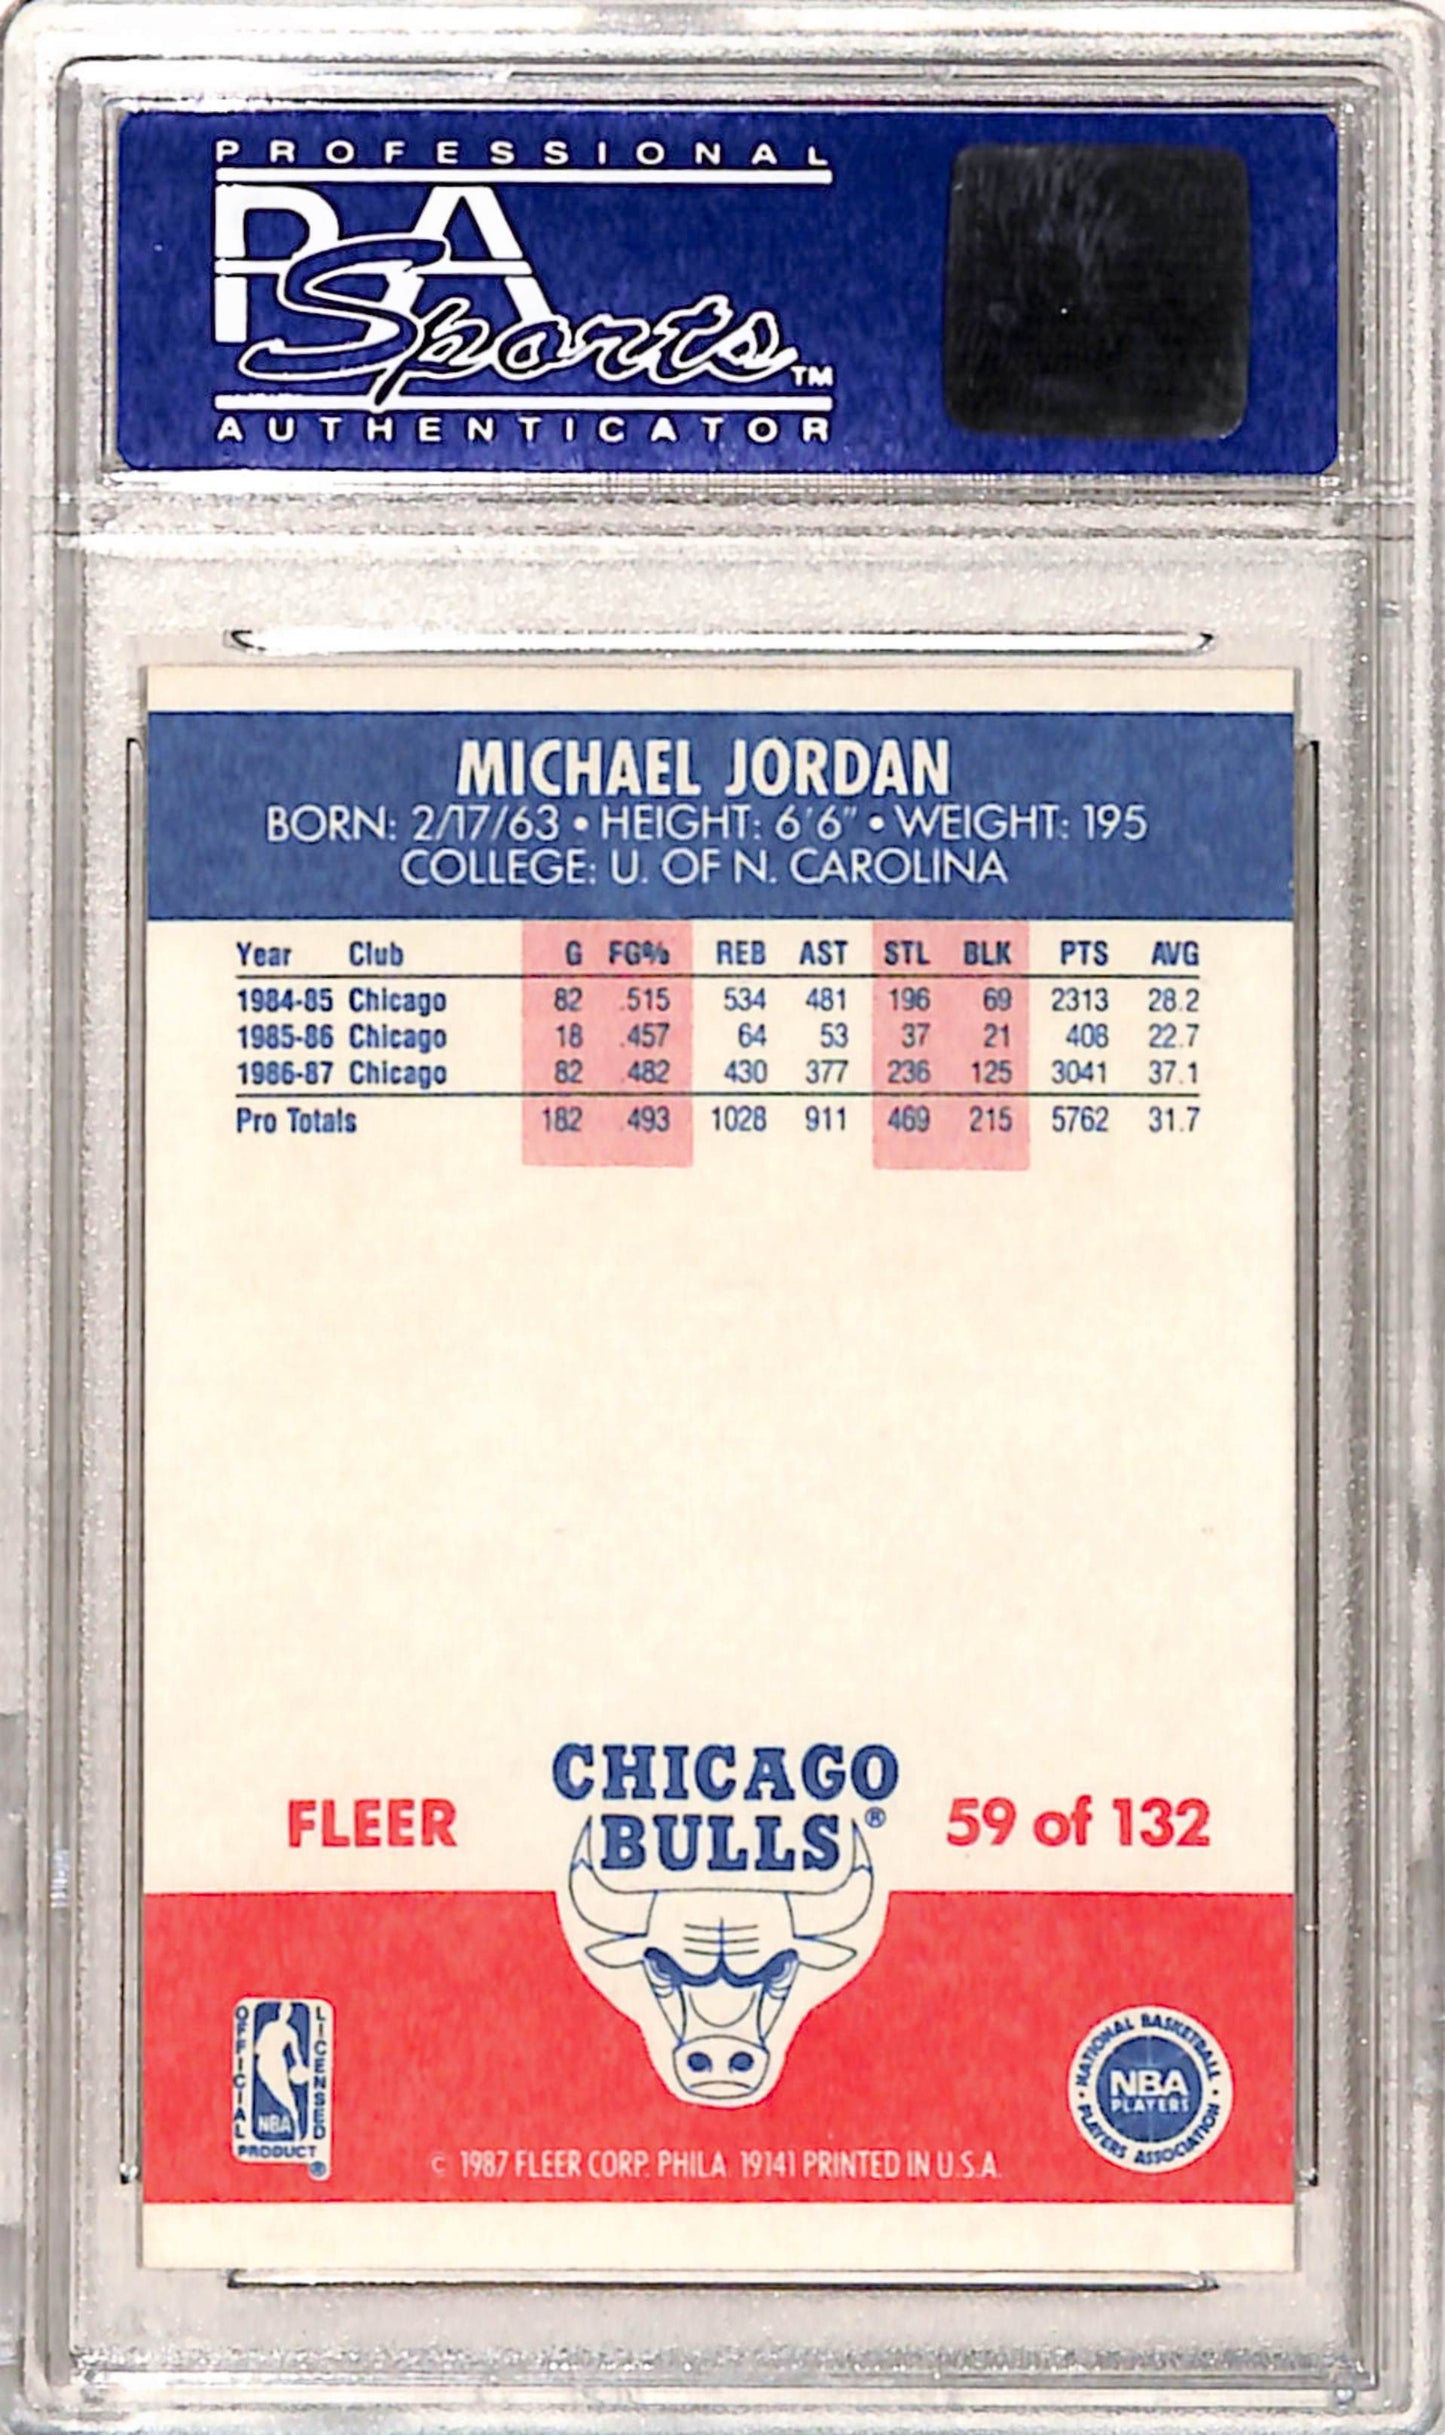 PROFESSIONAL
PSA
Sports™
AUTHENTICATOR
MICHAEL JORDAN
BORN: 2/17/63 • HEIGHT: 6'6" • WEIGHT: 195
COLLEGE: U. OF N. CAROLINA
Year Club G FG% REB AST STL BLK PTS AVG
1984-85 Chicago 82 .515 534 481 196 69 2313 28.2
1985-86 Chicago 18 .457 64 53 37 21 408 22.7
1986-87 Chicago 82 .482 430 377 236 125 3041 37.1
Pro Totals 182 .493 1028 911 469 215 5762 31.7
CHICAGO
BULLS®
FLEER
59 of 132
OFFICIAL LICENSED
NBA
PRODUCT
®
NATIONAL BASKETBALL
NBA
PLAYERS
PLAYERS ASSOCIATION
© 1987 FLEER CORP. PHILA. 19141 PRINTED IN U.S.A.